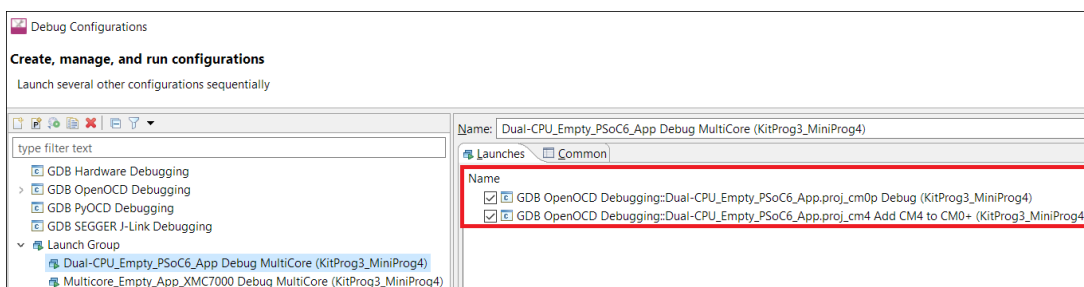 Debug Configurations
Create, manage, and run configurations
Launch several other configurations sequentially
type filter text
GDB Hardware Debugging
GDB OpenOCD Debugging
GDB PyOCD Debugging
GDB SEGGER J-Link Debugging
Launch Group
Dual-CPU_Empty_PSoC6_App Debug MultiCore (KitProg3_MiniProg4)
Multicore_Empty_App_XMC7000 Debug MultiCore (KitProg3_MiniProg4)
Name: Dual-CPU_Empty_PSoC6_App Debug MultiCore (KitProg3_MiniProg4)
Launches Common
Name
GDB OpenOCD Debugging::Dual-CPU_Empty_PSoC6_App.proj_cm0p Debug (KitProg3_MiniProg4)
GDB OpenOCD Debugging::Dual-CPU_Empty_PSoC6_App.proj_cm4 Add CM4 to CM0+ (KitProg3_MiniProg4